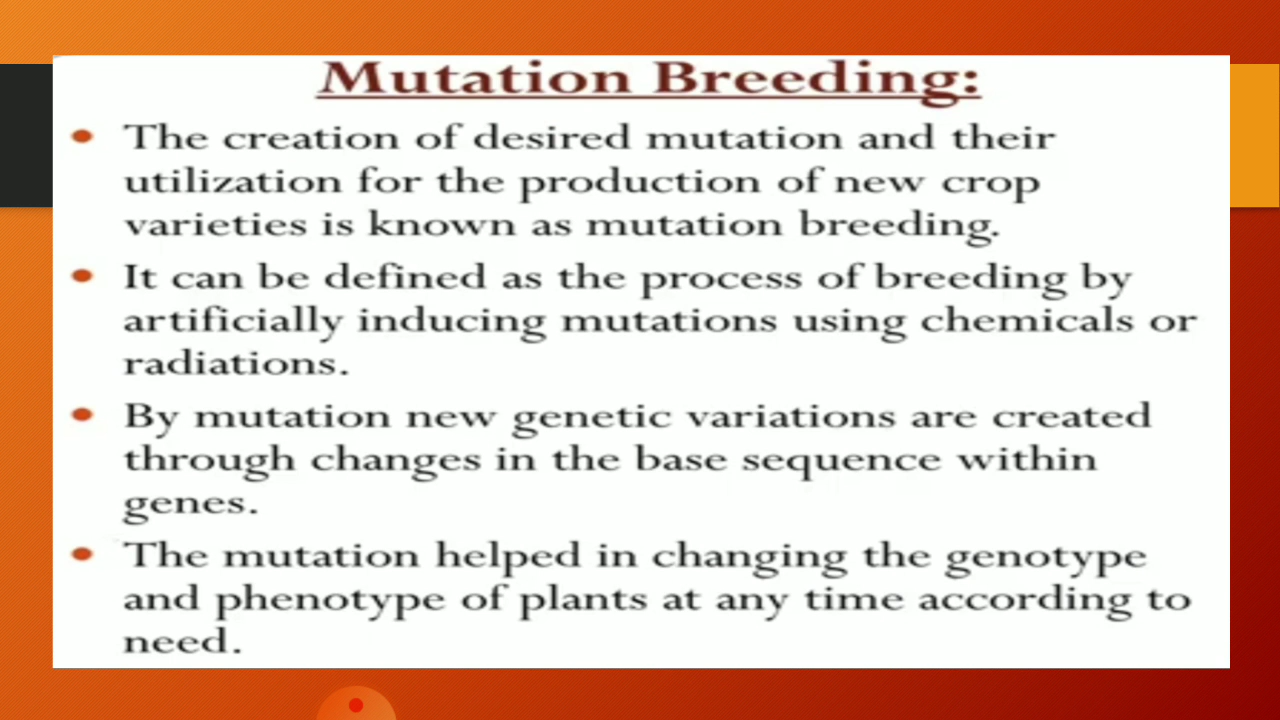 Mutation Breeding:
• The creation of desired mutation and their
utilization for the production of new crop
varieties is known as mutation breeding.
• It can be defined as the process of breeding by
artificially inducing mutations using chemicals or
radiations.
• By mutation new genetic variations are created
through changes in the base sequence within
genes.
• The mutation helped in changing the genotype
and phenotype of plants at any time according to
need.